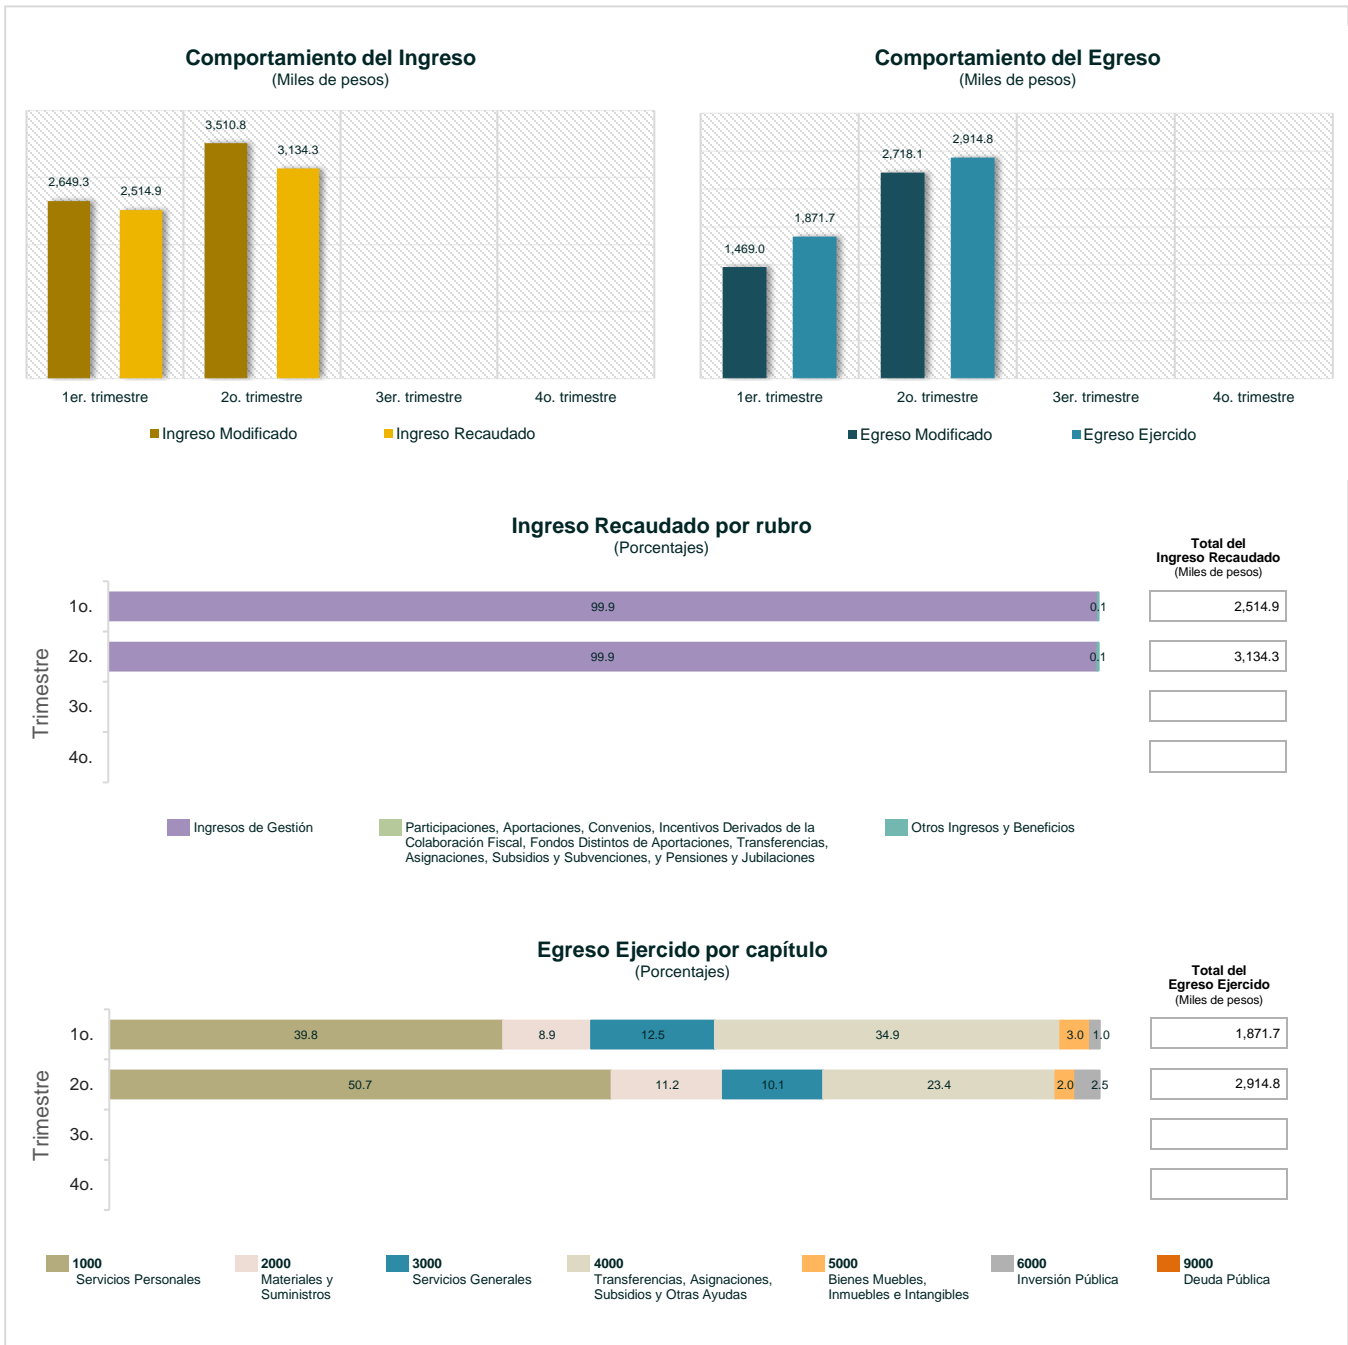 Comportamiento del Ingreso
(Miles de pesos)
2,649.3
2,514.9
3,510.8
3,134.3
1er. trimestre
2o. trimestre
3er. trimestre
4o. trimestre
Ingreso Modificado
Ingreso Recaudado
Comportamiento del Egreso
(Miles de pesos)
1,469.0
1,871.7
2,718.1
2,914.8
1er. trimestre
2o. trimestre
3er. trimestre
4o. trimestre
Egreso Modificado
Egreso Ejercido
Ingreso Recaudado por rubro
(Porcentajes)
Total del
Ingreso Recaudado
(Miles de pesos)
Trimestre
1o.
99.9
0.1
2,514.9
2o.
99.9
0.1
3,134.3
3o.
4o.
Ingresos de Gestión
Participaciones, Aportaciones, Convenios, Incentivos Derivados de la
Colaboración Fiscal, Fondos Distintos de Aportaciones, Transferencias,
Asignaciones, Subsidios y Subvenciones, y Pensiones y Jubilaciones
Otros Ingresos y Beneficios
Egreso Ejercido por capítulo
(Porcentajes)
Total del
Egreso Ejercido
(Miles de pesos)
Trimestre
1o.
39.8
8.9
12.5
34.9
3.0
1.0
1,871.7
2o.
50.7
11.2
10.1
23.4
2.0
2.5
2,914.8
3o.
4o.
1000
Servicios Personales
2000
Materiales y
Suministros
3000
Servicios Generales
4000
Transferencias, Asignaciones,
Subsidios y Otras Ayudas
5000
Bienes Muebles,
Inmuebles e Intangibles
6000
Inversión Pública
9000
Deuda Pública